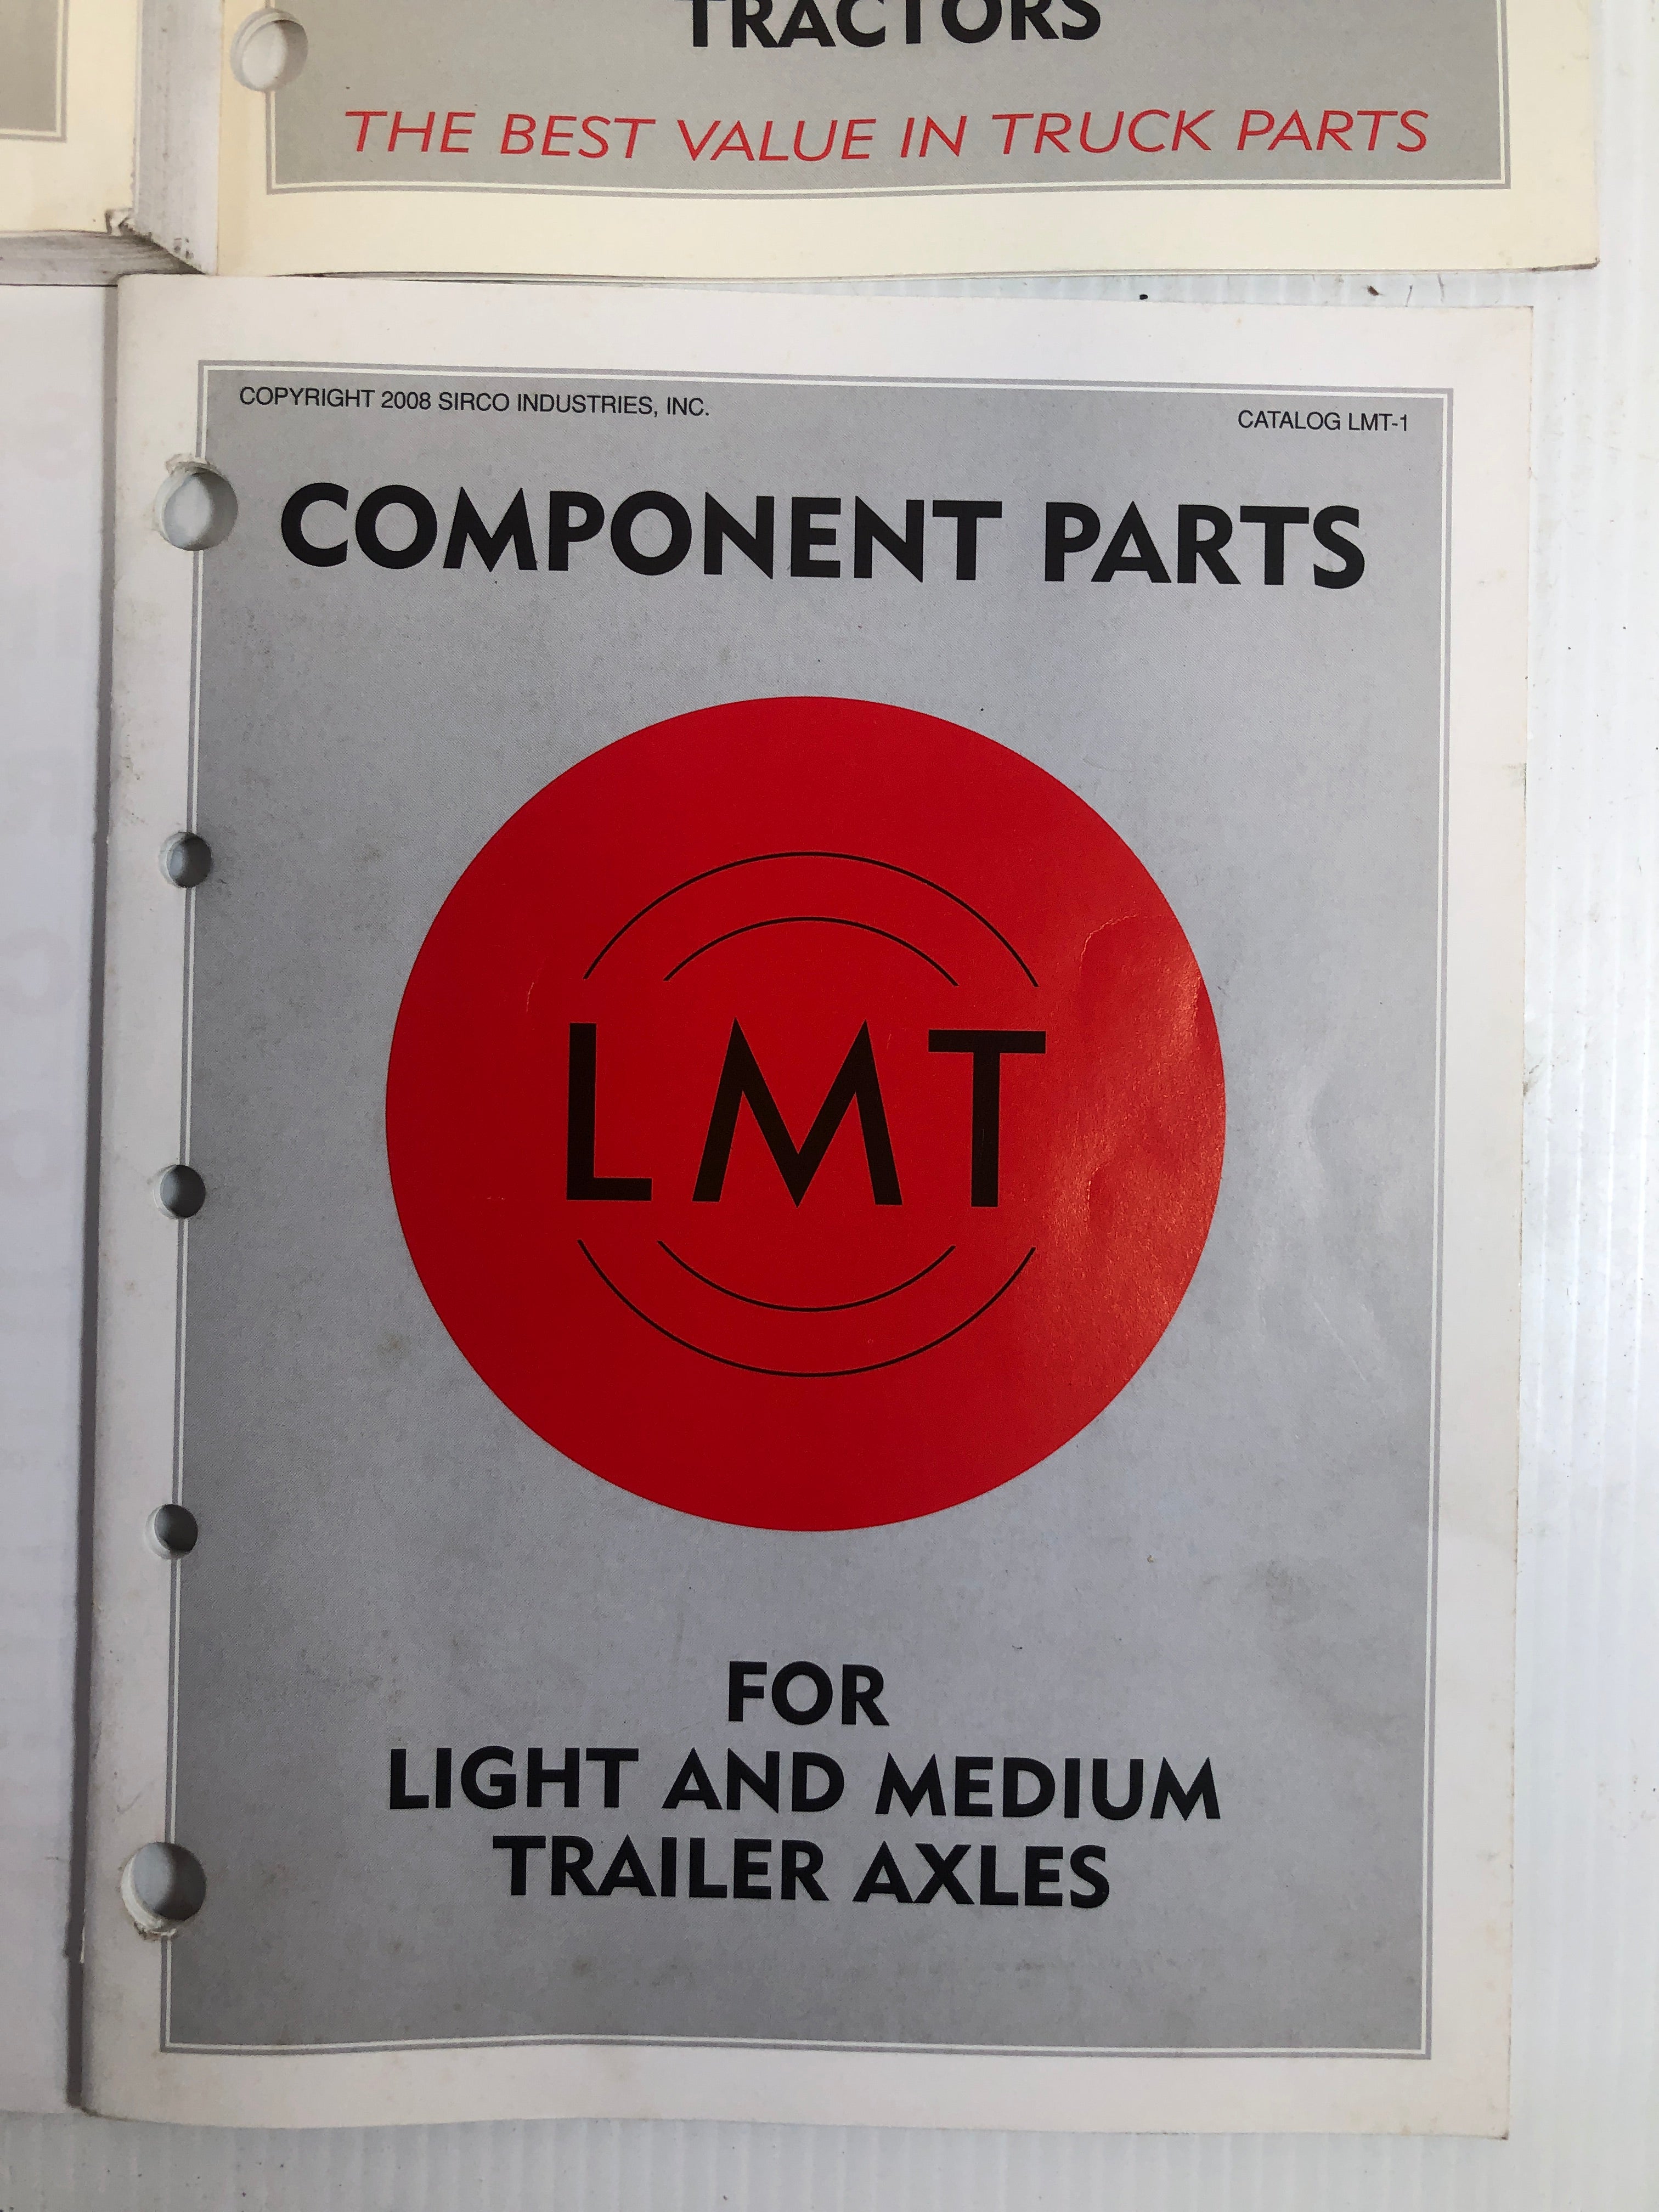 TRACTORS
THE BEST VALUE IN TRUCK PARTS
COPYRIGHT 2008 SIRCO INDUSTRIES, INC.
CATALOG LMT-1
COMPONENT PARTS
LMT
FOR
LIGHT AND MEDIUM
TRAILER AXLES